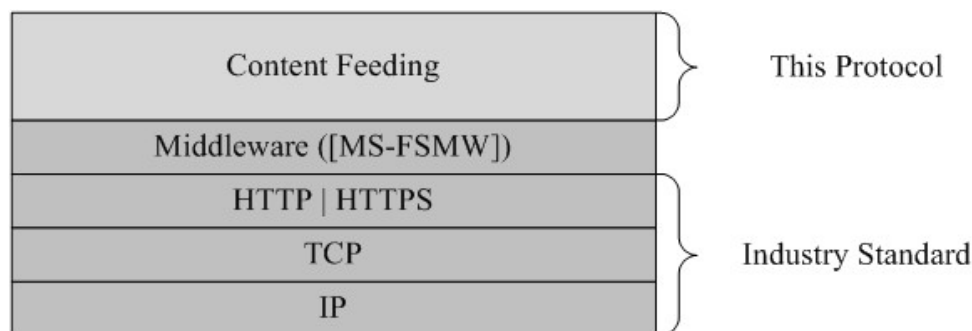 Content Feeding
This Protocol
Middleware ([MS-FSMW])
HTTP | HTTPS
TCP
Industry Standard
IP